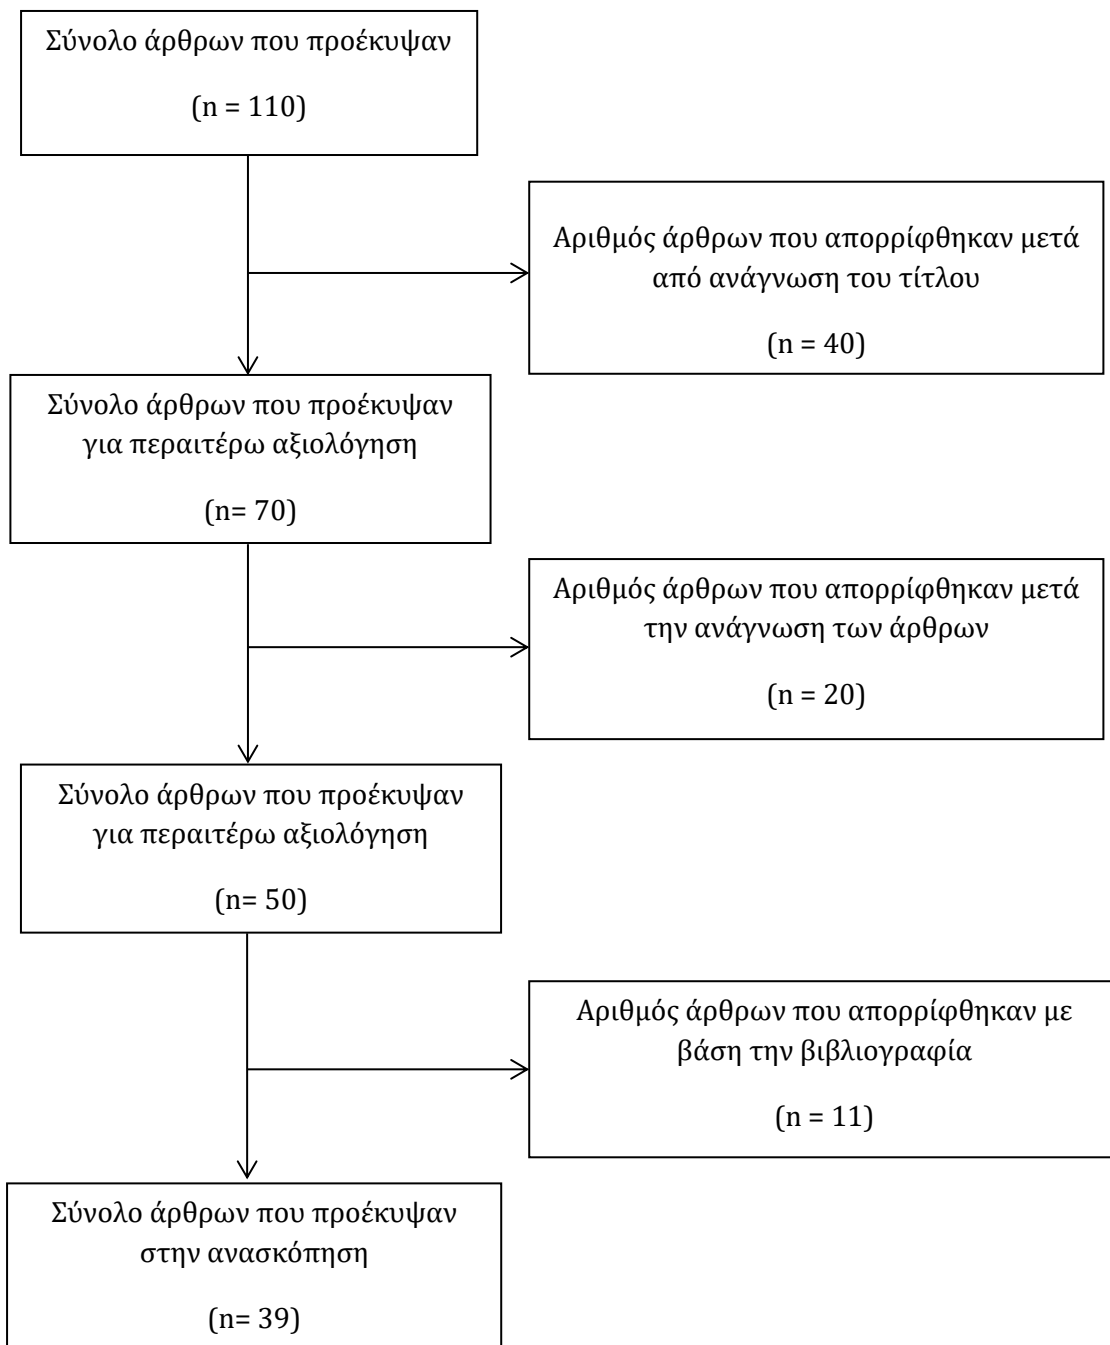 Σύνολο άρθρων που προέκυψαν
(n = 110)
Αριθμός άρθρων που απορρίφθηκαν μετά
από ανάγνωση του τίτλου
(n = 40)
Σύνολο άρθρων που προέκυψαν
για περαιτέρω αξιολόγηση
(n= 70)
Αριθμός άρθρων που απορρίφθηκαν μετά
την ανάγνωση των άρθρων
(n = 20)
Σύνολο άρθρων που προέκυψαν
για περαιτέρω αξιολόγηση
(n= 50)
Αριθμός άρθρων που απορρίφθηκαν με
βάση την βιβλιογραφία
(n = 11)
Σύνολο άρθρων που προέκυψαν
στην ανασκόπηση
(n= 39)